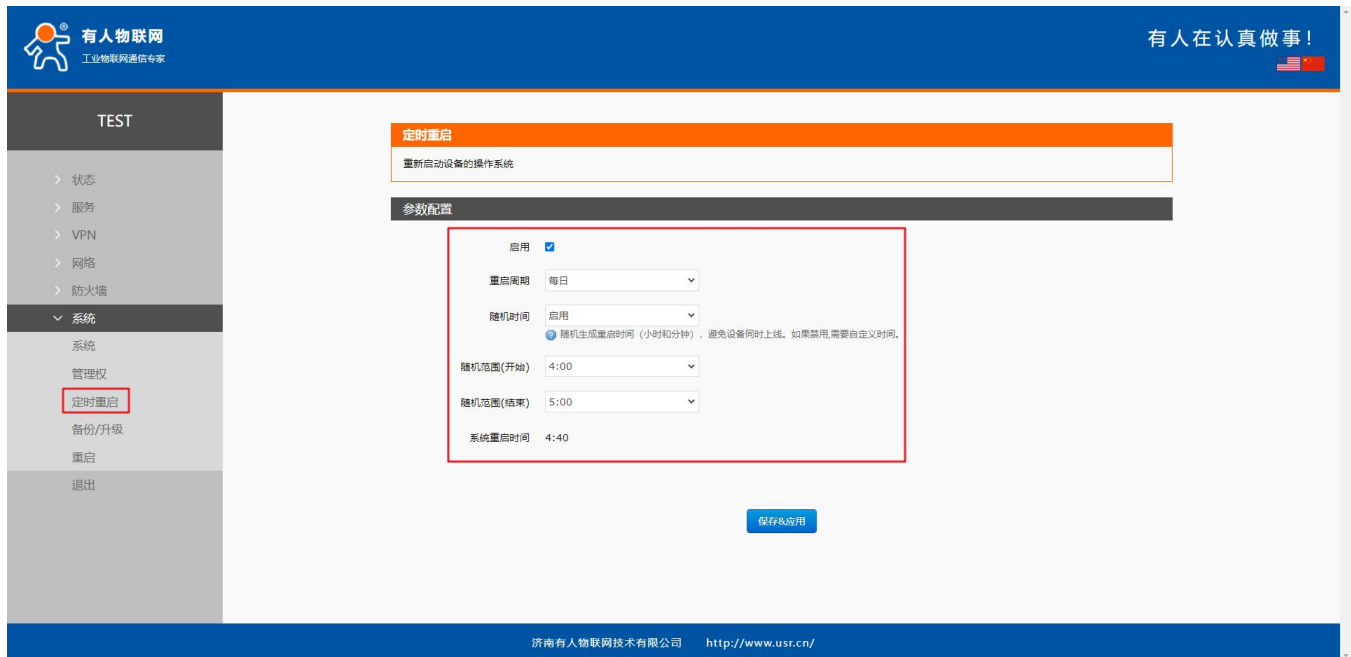 有人物联网
工业物联网通信专家
有人在认真做事!
TEST
状态
服务
VPN
网络
防火墙
系统
系统
管理权
定时重启
备份/升级
重启
退出
定时重启
重新启动设备的操作系统
参数配置
启用
重启周期 每日
随机时间 启用
随机生成重启时间（小时和分钟）, 避免设备同时上线。如果禁用,需要自定义时间。
随机范围(开始) 4:00
随机范围(结束) 5:00
系统重启时间 4:40
保存&应用
济南有人物联网技术有限公司 http://www.usr.cn/